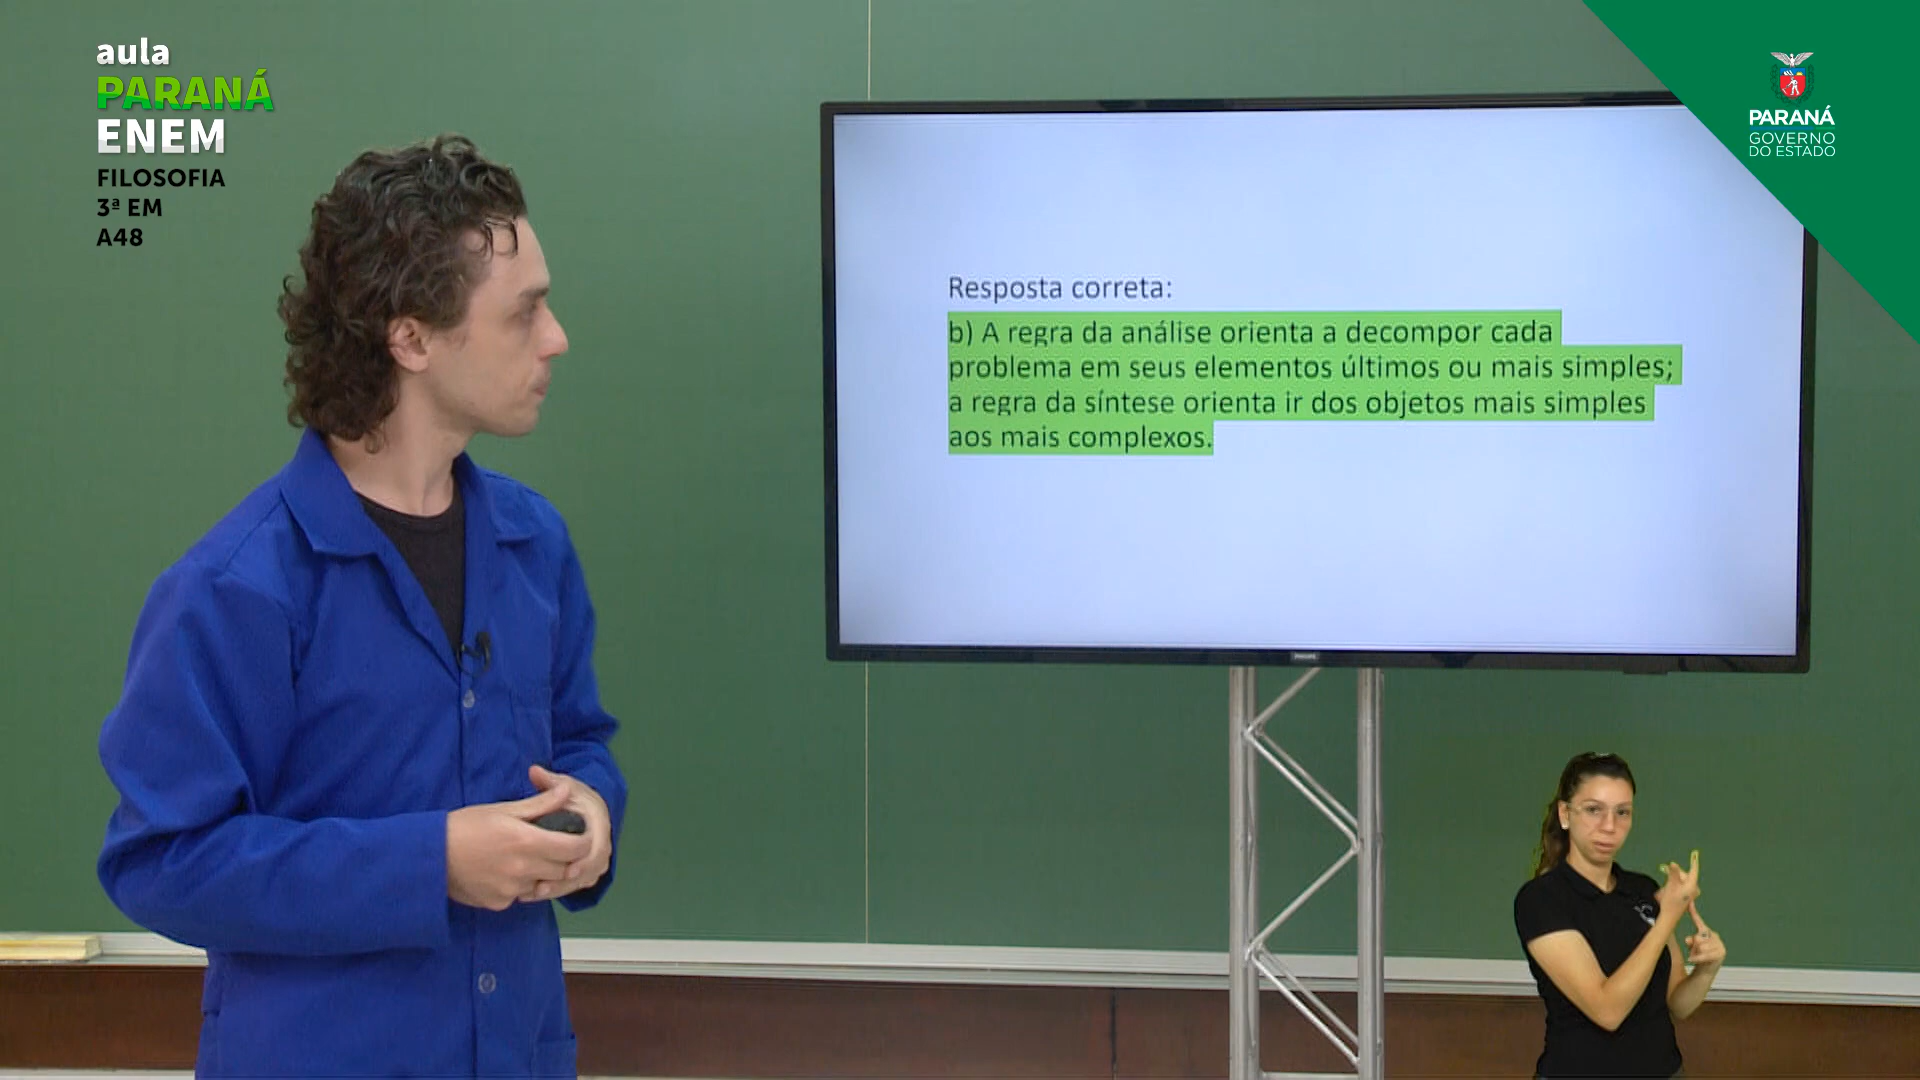 aula
PARANÁ
ENEM
FILOSOFIA
3ª EM
A48
PARANÁ
GOVERNO
DO ESTADO
Resposta correta:
b) A regra da análise orienta a decompor cada
problema em seus elementos últimos ou mais simples;
a regra da síntese orienta ir dos objetos mais simples
aos mais complexos.
PHILIPS